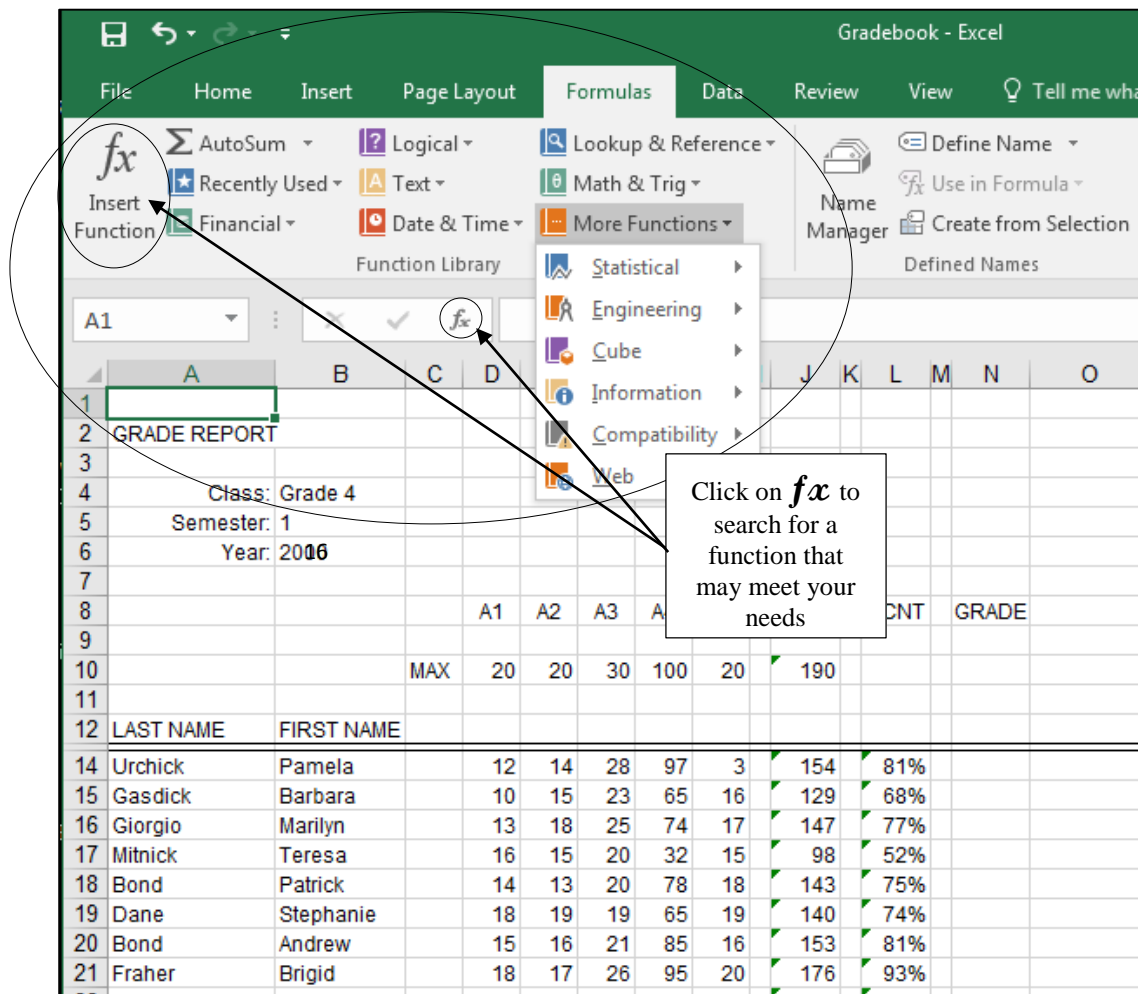 Gradebook - Excel
File Home Insert Page Layout Formulas Data Review View Tell me wha
fx Insert Function
AutoSum Logical Lookup & Reference
Recently Used Text Math & Trig
Financial Date & Time More Functions
Function Library
Name Manager
Define Name
Use in Formula
Create from Selection
Defined Names
Statistical
Engineering
Cube
Information
Compatibility
Web
A1 fx
A B C D J K L M N O
Click on fx to
search for a
function that
may meet your
needs
1
2 GRADE REPORT
3
4 Class: Grade 4
5 Semester: 1
6 Year:
7
8 A1 A2 A3 CNT GRADE
9
10 MAX 20 20 30 100 20 190
11
12 LAST NAME FIRST NAME
14 Urchick Pamela 12 14 28 97 3 154 81%
15 Gasdick Barbara 10 15 23 65 16 129 68%
16 Giorgio Marilyn 13 18 25 74 17 147 77%
17 Mitnick Teresa 16 15 20 32 15 98 52%
18 Bond Patrick 14 13 20 78 18 143 75%
19 Dane Stephanie 18 19 19 65 19 140 74%
20 Bond Andrew 15 16 21 85 16 153 81%
21 Fraher Brigid 18 17 26 95 20 176 93%